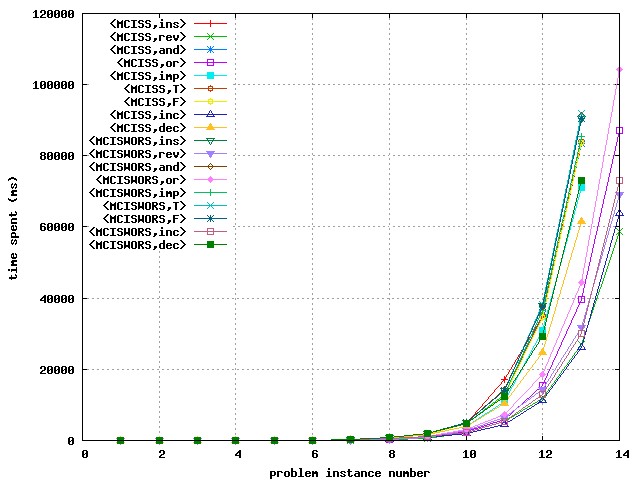 120000
100000
80000
60000
40000
20000
0
time spent (ms)
<MCISS,ins>
<MCISS,rev>
<MCISS,and>
<MCISS,or>
<MCISS,imp>
<MCISS,T>
<MCISS,F>
<MCISS,inc>
<MCISS,dec>
<MCISWORS,ins>
<MCISWORS,rev>
<MCISWORS,and>
<MCISWORS,or>
<MCISWORS,imp>
<MCISWORS,T>
<MCISWORS,F>
<MCISWORS,inc>
<MCISWORS,dec>
0 2 4 6 8 10 12 14
problem instance number